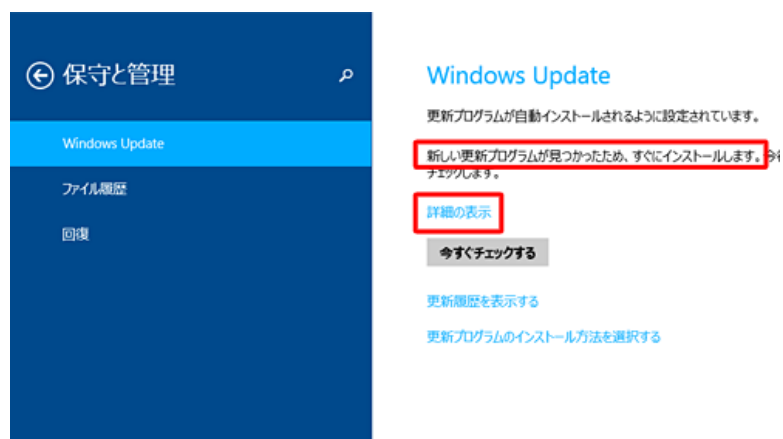 保守と管理
Windows Update
ファイル履歴
回復
Windows Update
更新プログラムが自動インストールされるように設定されています。
新しい更新プログラムが見つかったため、すぐにインストールします。今
チェックします。
詳細の表示
今すぐチェックする
更新履歴を表示する
更新プログラムのインストール方法を選択する